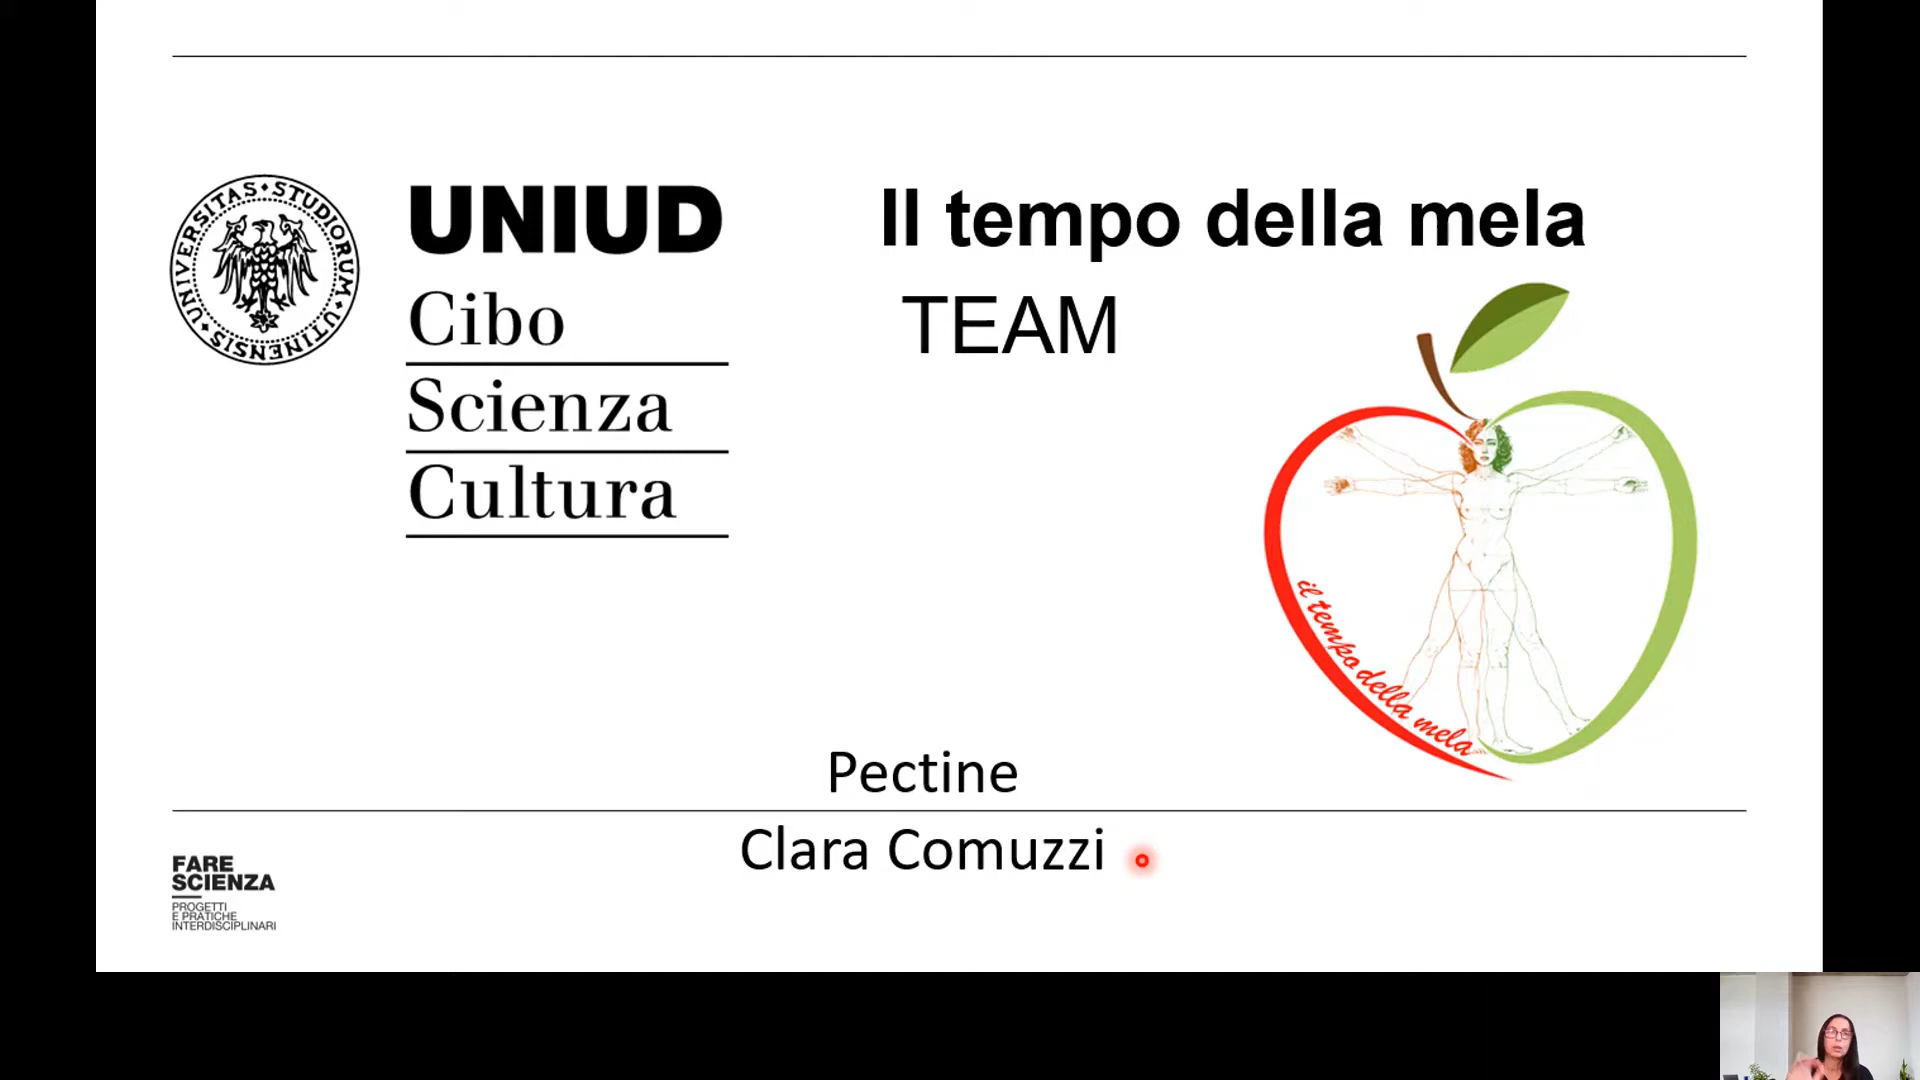 UNIVERSITAS • STUDIORUM • UTINENSIS •
UNIUD
Cibo
Scienza
Cultura
Il tempo della mela
TEAM
il tempo della mela
Pectine
Clara Comuzzi
FARE
SCIENZA
PROGETTI
E PRATICHE
INTERDISCIPLINARI